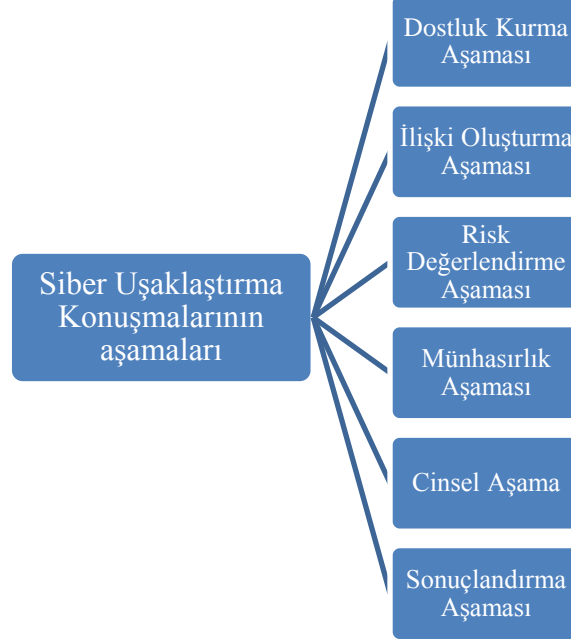 Siber Uşaklaştırma
Konuşmalarının
aşamaları
Dostluk Kurma
Aşaması
İlişki Oluşturma
Aşaması
Risk
Değerlendirme
Aşaması
Münhasırlık
Aşaması
Cinsel Aşama
Sonuçlandırma
Aşaması